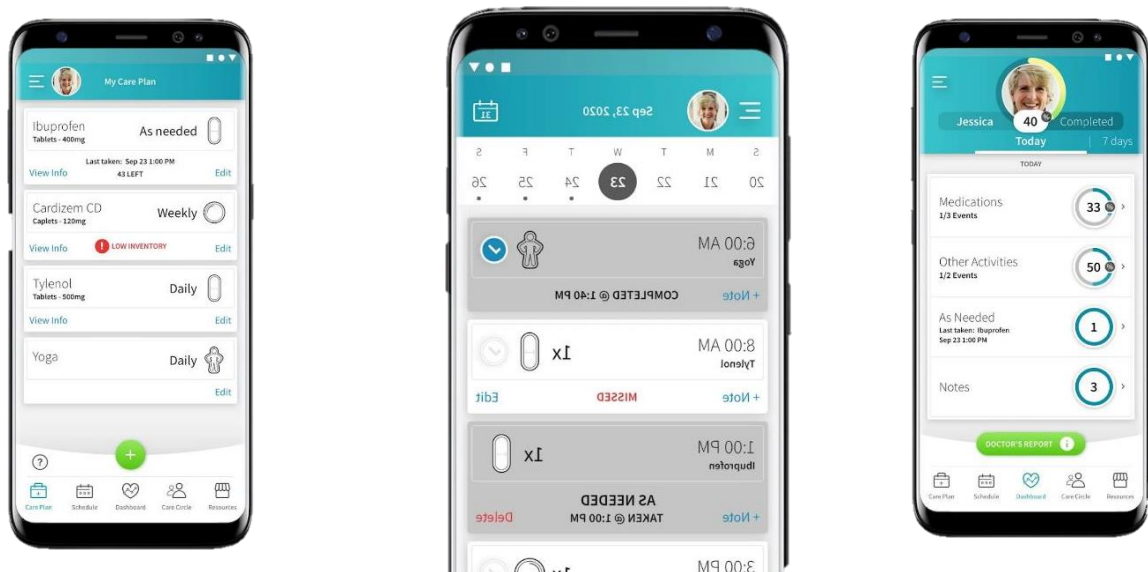 My Care Plan
Ibuprofen
Tablets - 400mg
As needed
Last taken: Sep 23 1:00 PM
View Info
43 LEFT
Edit
Cardizem CD
Caplets - 120mg
Weekly
View Info
! LOW INVENTORY
Edit
Tylenol
Tablets - 500mg
Daily
View Info
Edit
Yoga
Daily
Edit
?
+
Care Plan Schedule Dashboard Care Circle Resources
31
Sep 23, 2020
S M T W T F S
20 21 22 23 24 25 26
6:00 AM
Yoga
+ Note
COMPLETED @ 1:40 PM
8:00 AM
Tylenol
1x
+ Note
MISSED
Edit
1:00 PM
Ibuprofen
1x
AS NEEDED
+ Note
TAKEN @ 1:00 PM
Delete
3:00 PM
1x
Jessica
40 %
Completed
Today
7 days
TODAY
Medications
1/3 Events
33 %
Other Activities
1/2 Events
50 %
As Needed
Last taken: Ibuprofen
Sep 23 1:00 PM
1
Notes
3
DOCTOR'S REPORT i
Care Plan Schedule Dashboard Care Circle Resources